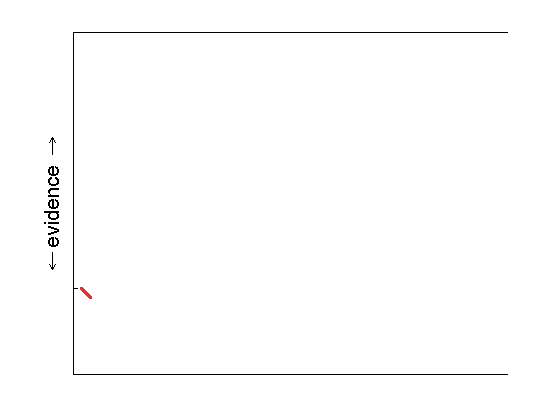 ← evidence →